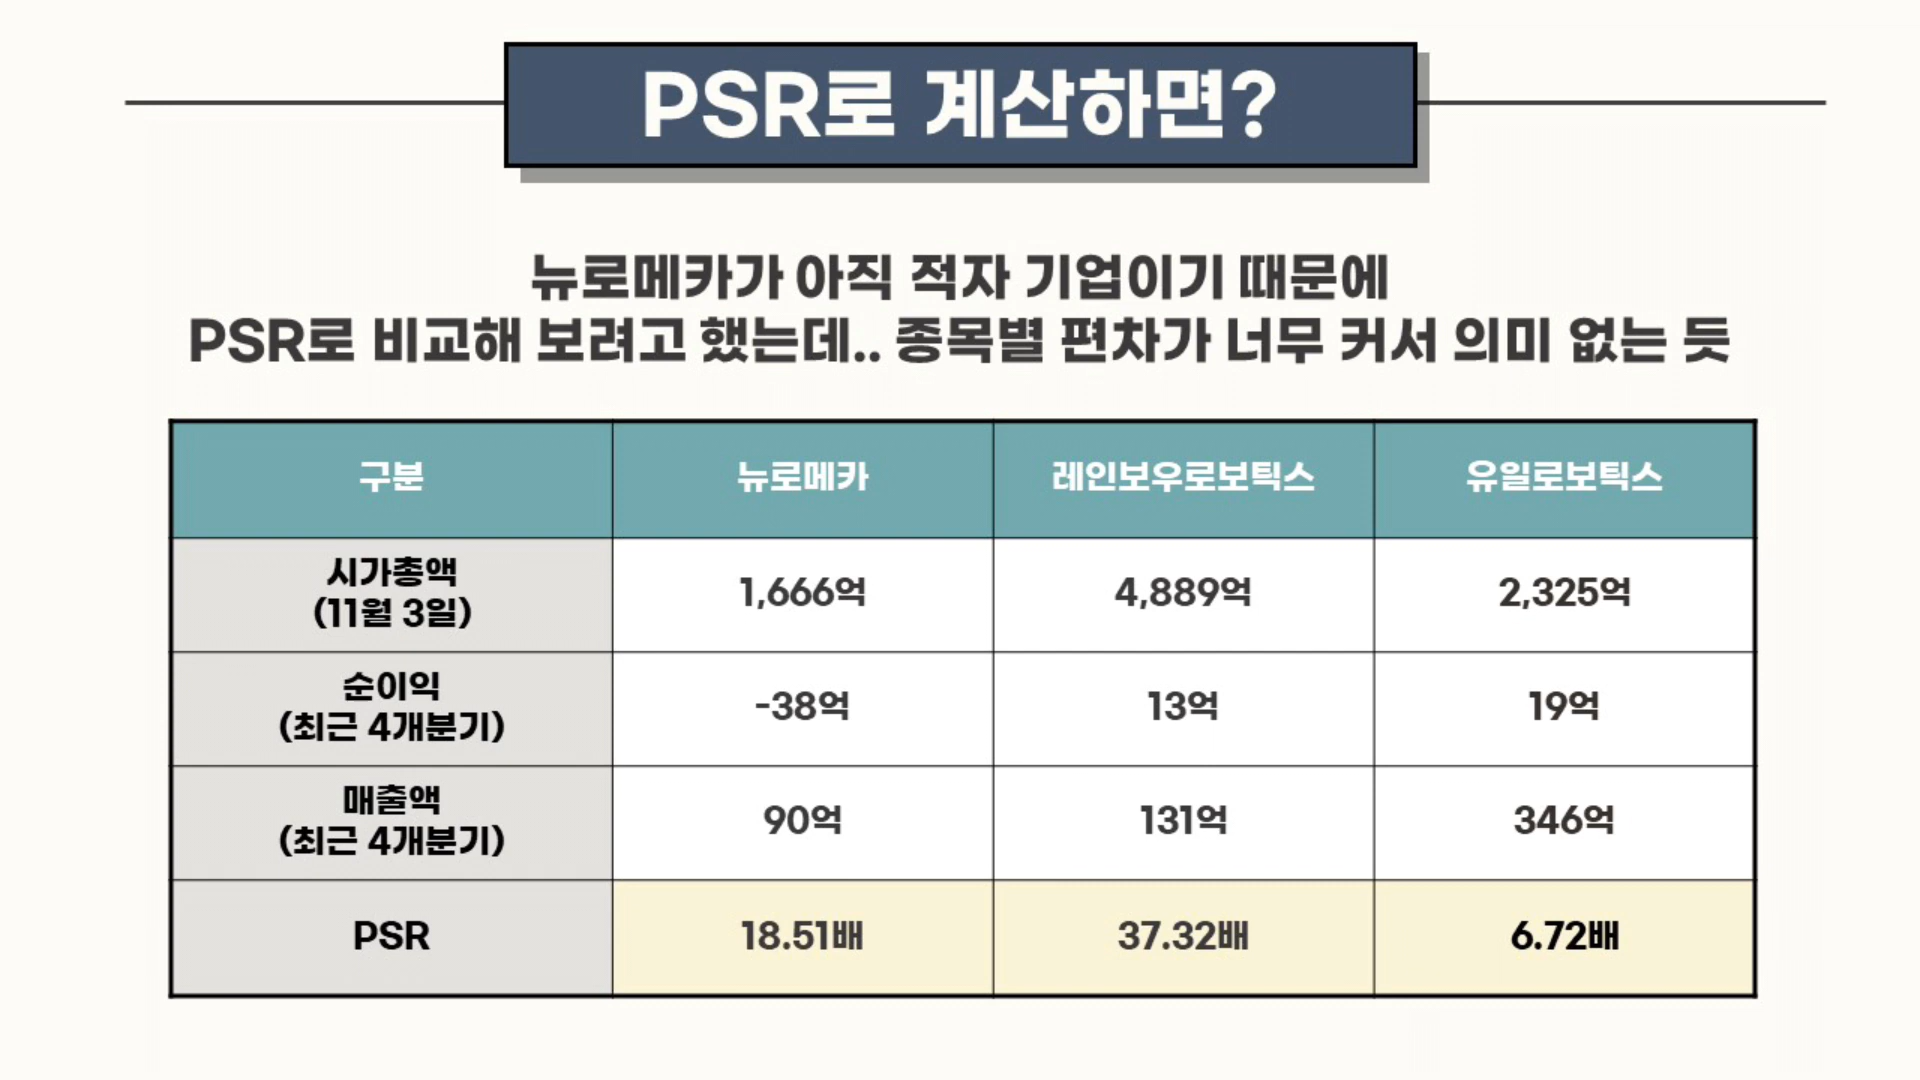 PSR로 계산하면?
뉴로메카가 아직 적자 기업이기 때문에
PSR로 비교해 보려고 했는데.. 종목별 편차가 너무 커서 의미 없는 듯
구분 뉴로메카 레인보우로보틱스 유일로보틱스
시가총액
(11월 3일)
1,666억 4,889억 2,325억
순이익
(최근 4개분기)
-38억 13억 19억
매출액
(최근 4개분기)
90억 131억 346억
PSR 18.51배 37.32배 6.72배